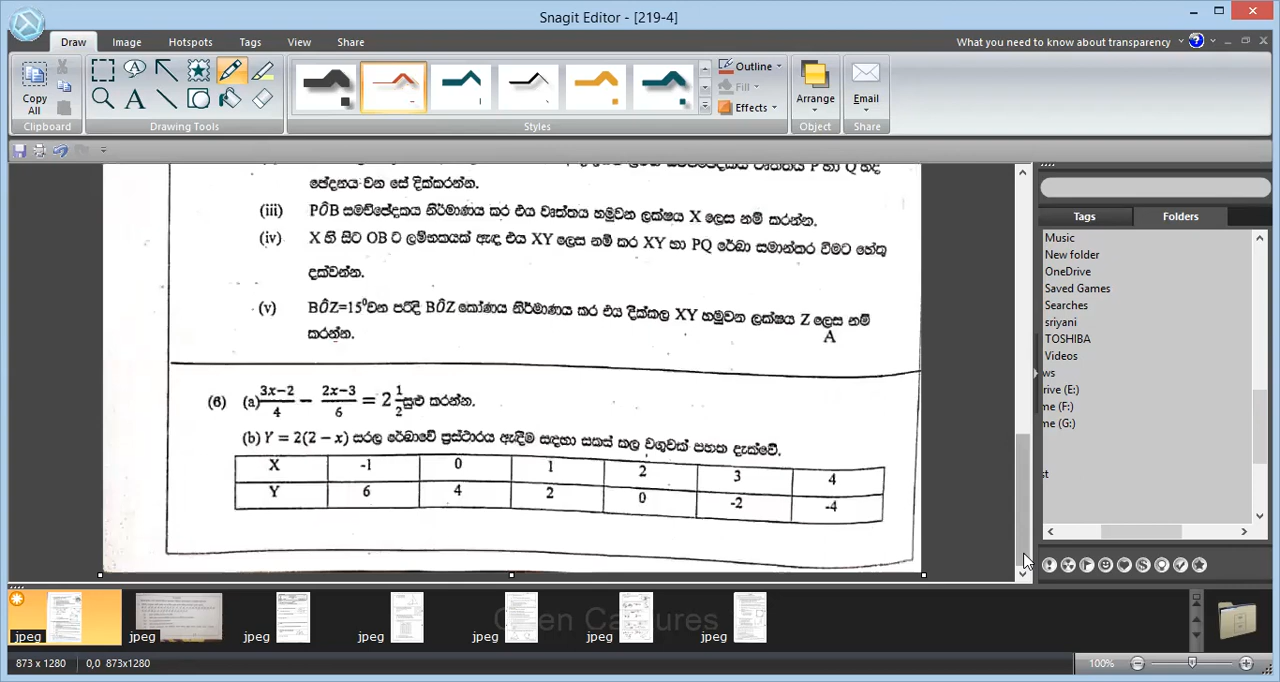 Snagit Editor - [219-4]
Draw Image Hotspots Tags View Share
What you need to know about transparency
Copy All
Outline
Fill
Effects
Arrange
Email
Clipboard Drawing Tools Styles Object Share
වෘත්තය P හා Q හිදී
ඡේදනය වන සේ දික්කරන්න.
(iii) PÔB සමච්ඡේදකය නිර්මාණය කර එය වෘත්තය හමුවන ලක්ෂය X ලෙස නම් කරන්න.
(iv) X හි සිට OB ට ලම්භකයක් ඇඳ එය XY ලෙස නම් කර XY හා PQ රේඛා සමාන්තර වීමට හේතු
දක්වන්න.
(v) BÔZ=15⁰වන පරිදි BÔZ කෝණය නිර්මාණය කර එය දික්කල XY හමුවන ලක්ෂය Z ලෙස නම්
කරන්න.
A
(6) (a) 3x−2/4 − 2x−3/6 = 2 1/2 සුළු කරන්න.
(b) Y = 2(2 − x) සරල රේඛාවේ ප්‍රස්ථාරය ඇඳීම සඳහා සකස් කල වගුවක් පහත දැක්වේ.
X -1 0 1 2 3 4
Y 6 4 2 0 -2 -4
Tags Folders
Music
New folder
OneDrive
Saved Games
Searches
sriyani
TOSHIBA
Videos
ws
rive (E:)
me (F:)
me (G:)
st
Open Captures
jpeg jpeg jpeg jpeg jpeg jpeg jpeg
873 x 1280 0,0 873x1280 100%